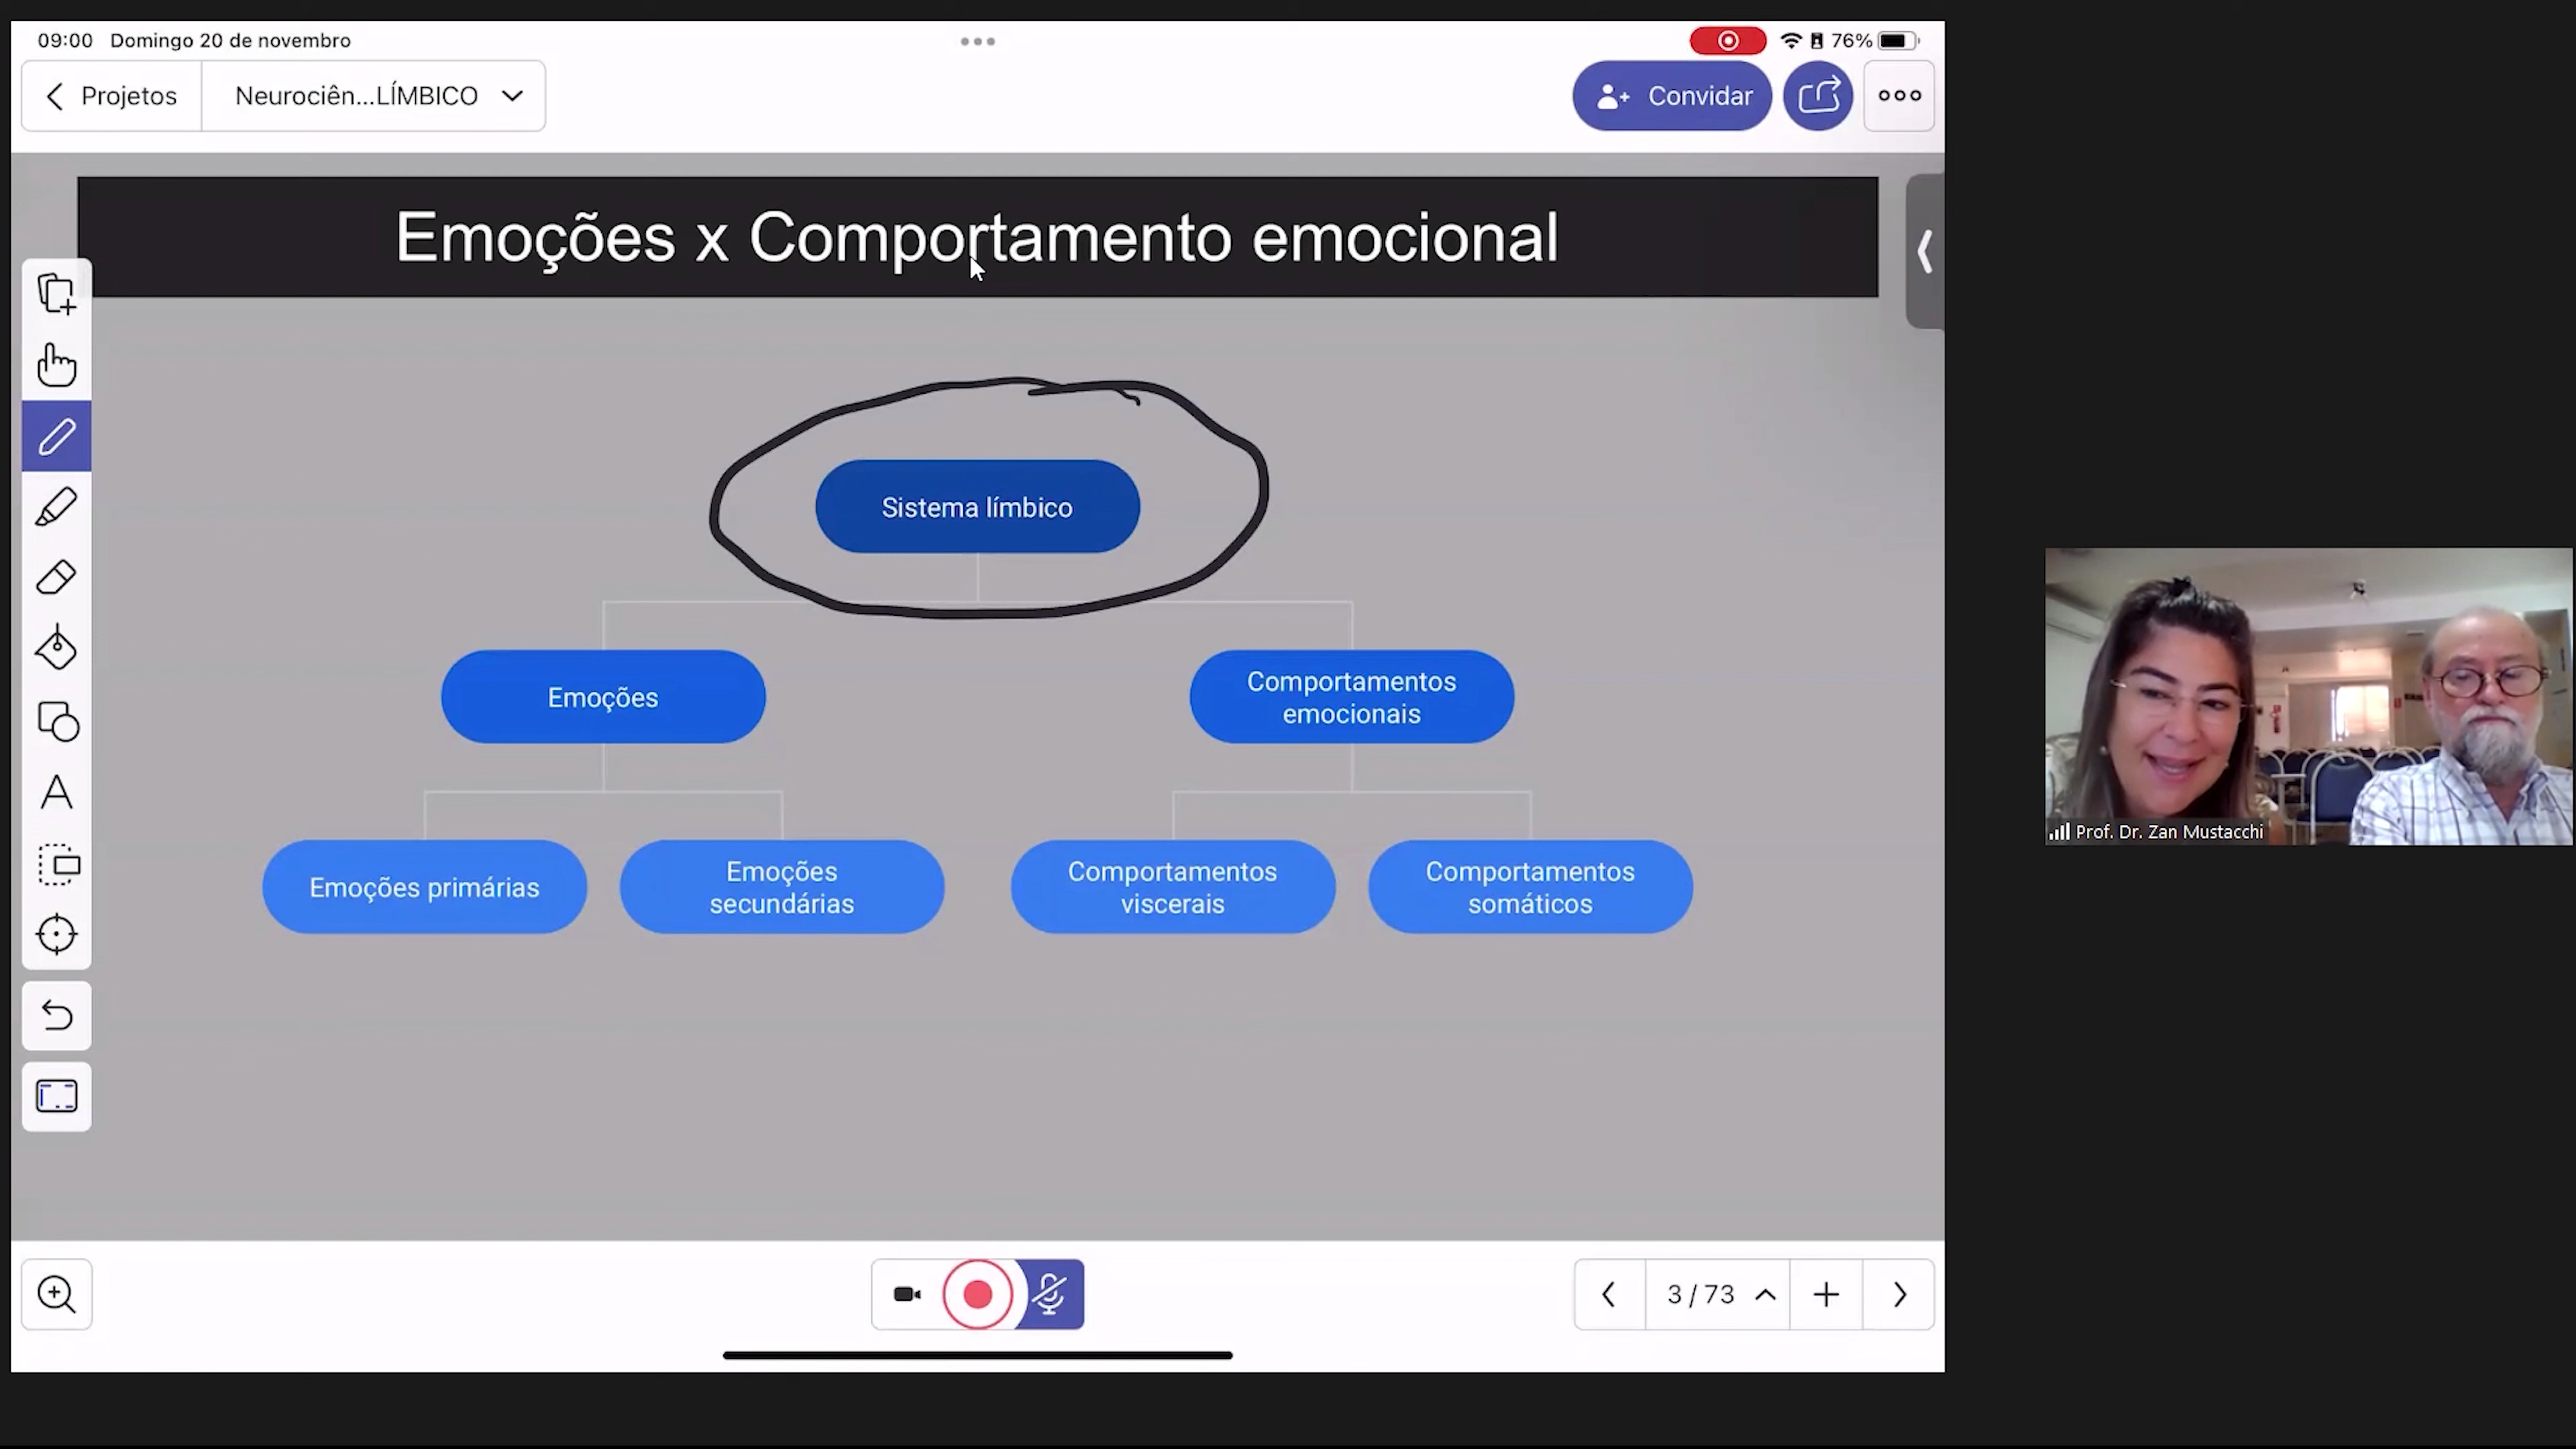 09:00 Domingo 20 de novembro
76%
Projetos
Neurociên...LÍMBICO
Convidar
Emoções x Comportamento emocional
Sistema límbico
Emoções
Comportamentos
emocionais
Emoções primárias
Emoções
secundárias
Comportamentos
viscerais
Comportamentos
somáticos
Prof. Dr. Zan Mustacchi
A
3 / 73